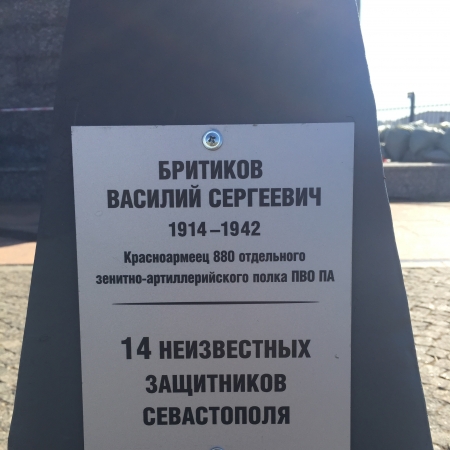 БРИТИКОВ
ВАСИЛИЙ СЕРГЕЕВИЧ
1914 – 1942
Красноармеец 880 отдельного
зенитно-артиллерийского полка ПВО ПА
14 НЕИЗВЕСТНЫХ
ЗАЩИТНИКОВ
СЕВАСТОПОЛЯ